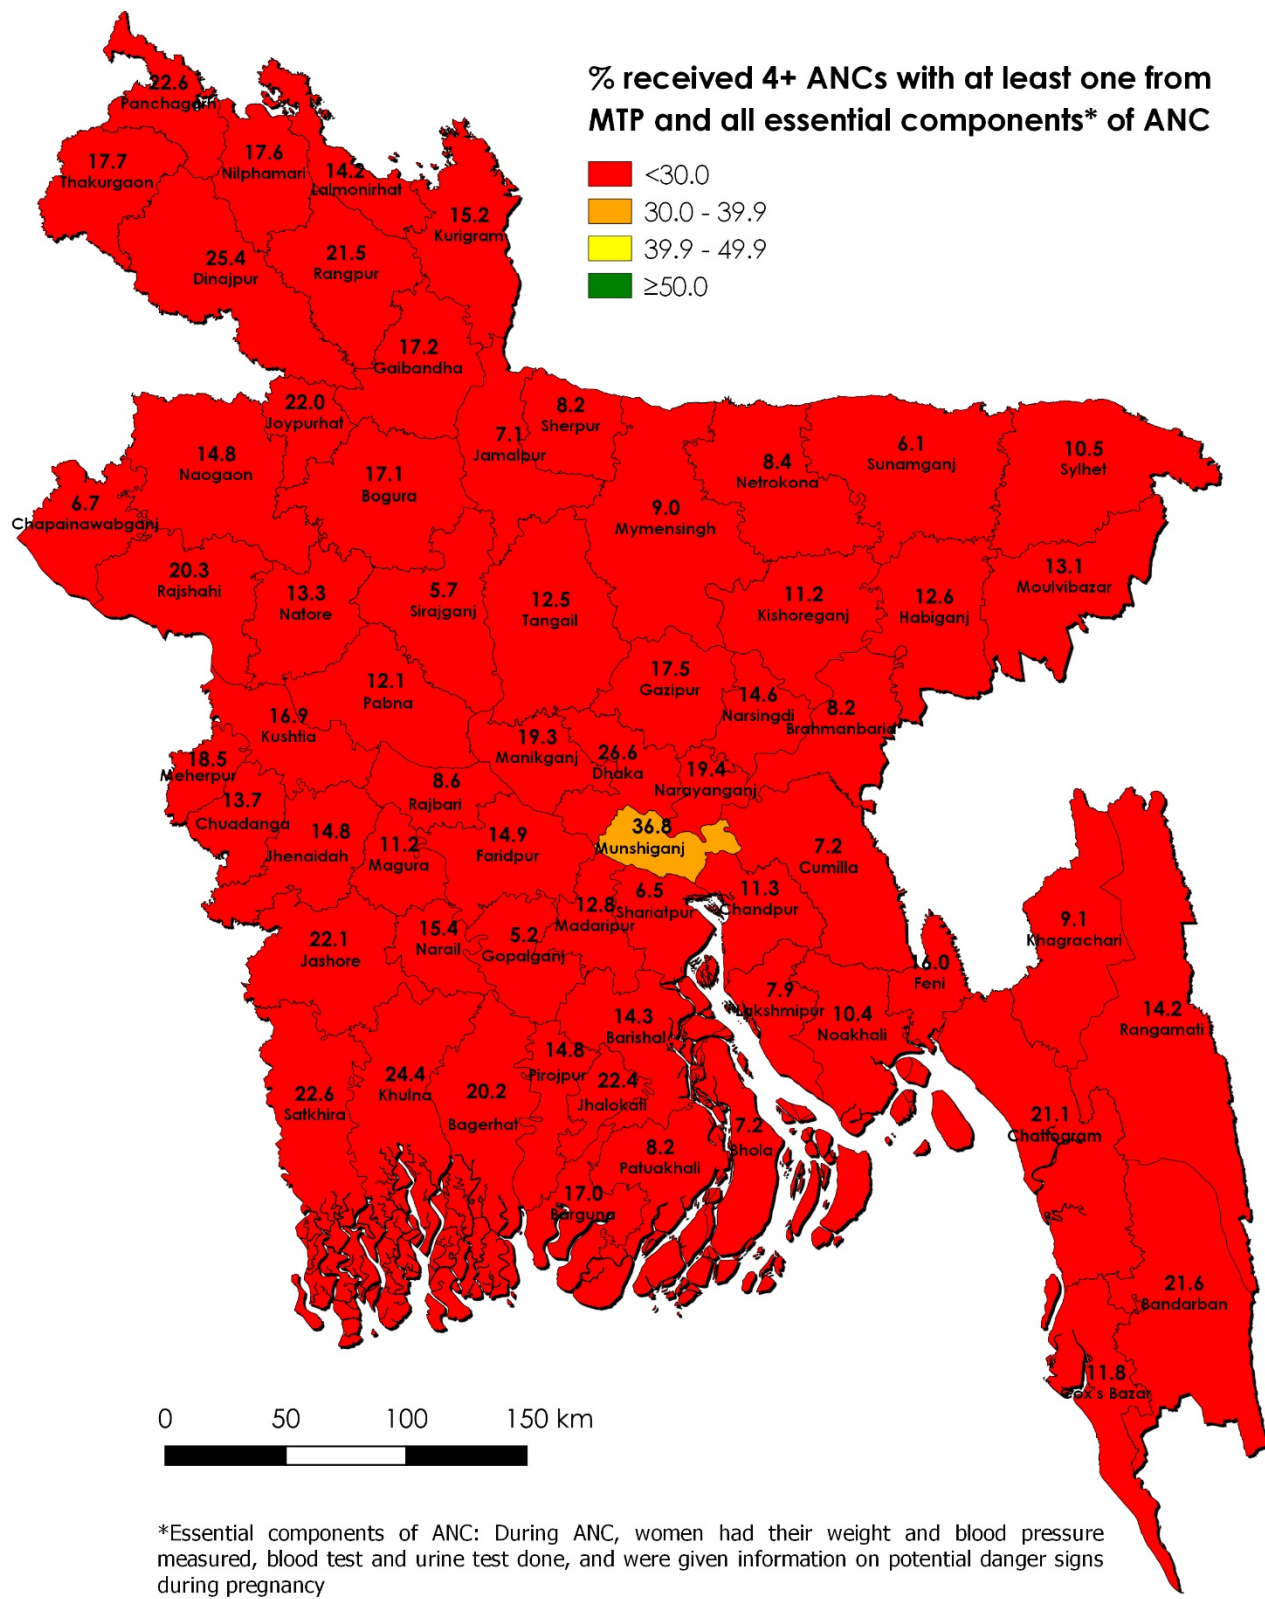 % received 4+ ANCs with at least one from
MTP and all essential components* of ANC
<30.0
30.0 - 39.9
39.9 - 49.9
≥50.0
22.6
Panchagarh
17.7
Thakurgaon
17.6
Nilphamari
14.2
Lalmonirhat
15.2
Kurigram
25.4
Dinajpur
21.5
Rangpur
17.2
Gaibandha
22.0
Joypurhat
14.8
Naogaon
17.1
Bogura
7.1
Jamalpur
8.2
Sherpur
9.0
Mymensingh
8.4
Netrokona
6.1
Sunamganj
10.5
Sylhet
6.7
Chapainawabganj
20.3
Rajshahi
13.3
Natore
5.7
Sirajganj
12.5
Tangail
11.2
Kishoreganj
12.6
Habiganj
13.1
Moulvibazar
12.1
Pabna
17.5
Gazipur
14.6
Narsingdi
8.2
Brahmanbaria
16.9
Kushtia
18.5
Meherpur
13.7
Chuadanga
19.3
Manikganj
26.6
Dhaka
19.4
Narayanganj
8.6
Rajbari
14.8
Jhenaidah
11.2
Magura
14.9
Faridpur
36.8
Munshiganj
7.2
Cumilla
12.8
Madaripur
6.5
Shariatpur
11.3
Chandpur
22.1
Jashore
15.4
Narail
5.2
Gopalganj
9.1
Khagrachari
16.0
Feni
7.9
Lakshmipur
10.4
Noakhali
14.2
Rangamati
14.3
Barishal
14.8
Pirojpur
22.4
Jhalokati
22.6
Satkhira
24.4
Khulna
20.2
Bagerhat
7.2
Bhola
8.2
Patuakhali
17.0
Barguna
21.1
Chattogram
21.6
Bandarban
11.8
Cox's Bazar
0 50 100 150 km
*Essential components of ANC: During ANC, women had their weight and blood pressure
measured, blood test and urine test done, and were given information on potential danger signs
during pregnancy